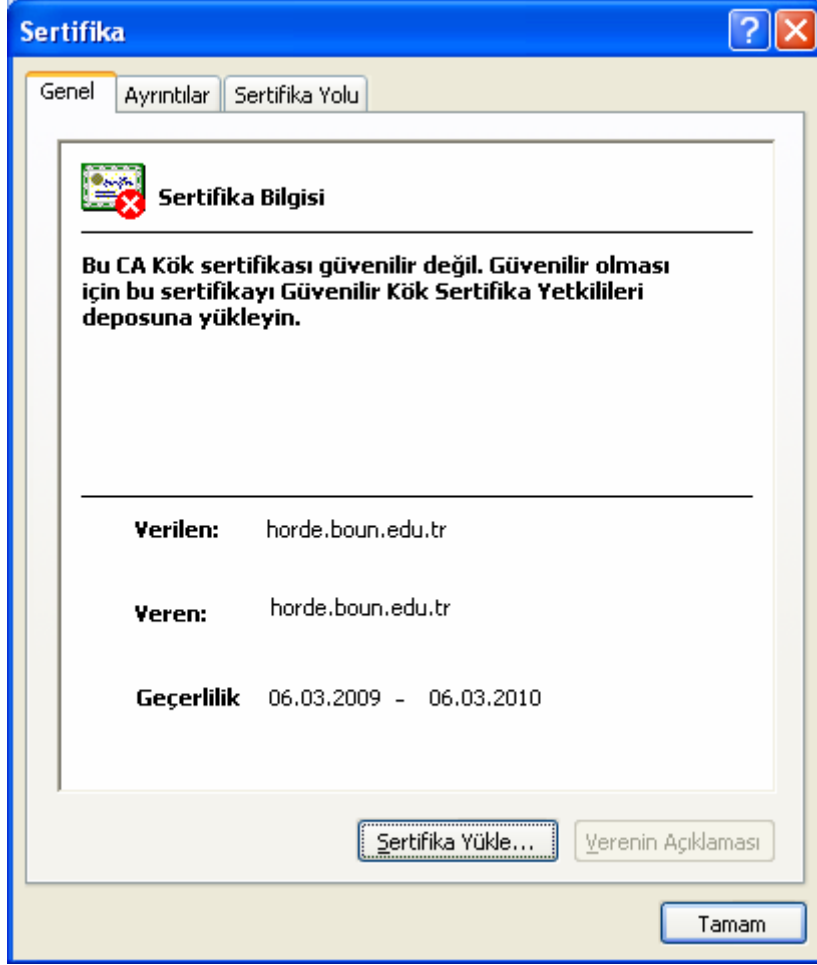 Sertifika
Genel Ayrıntılar Sertifika Yolu
Sertifika Bilgisi
Bu CA Kök sertifikası güvenilir değil. Güvenilir olması
için bu sertifikayı Güvenilir Kök Sertifika Yetkilileri
deposuna yükleyin.
Verilen: horde.boun.edu.tr
Veren: horde.boun.edu.tr
Geçerlilik 06.03.2009 - 06.03.2010
Sertifika Yükle... Verenin Açıklaması
Tamam